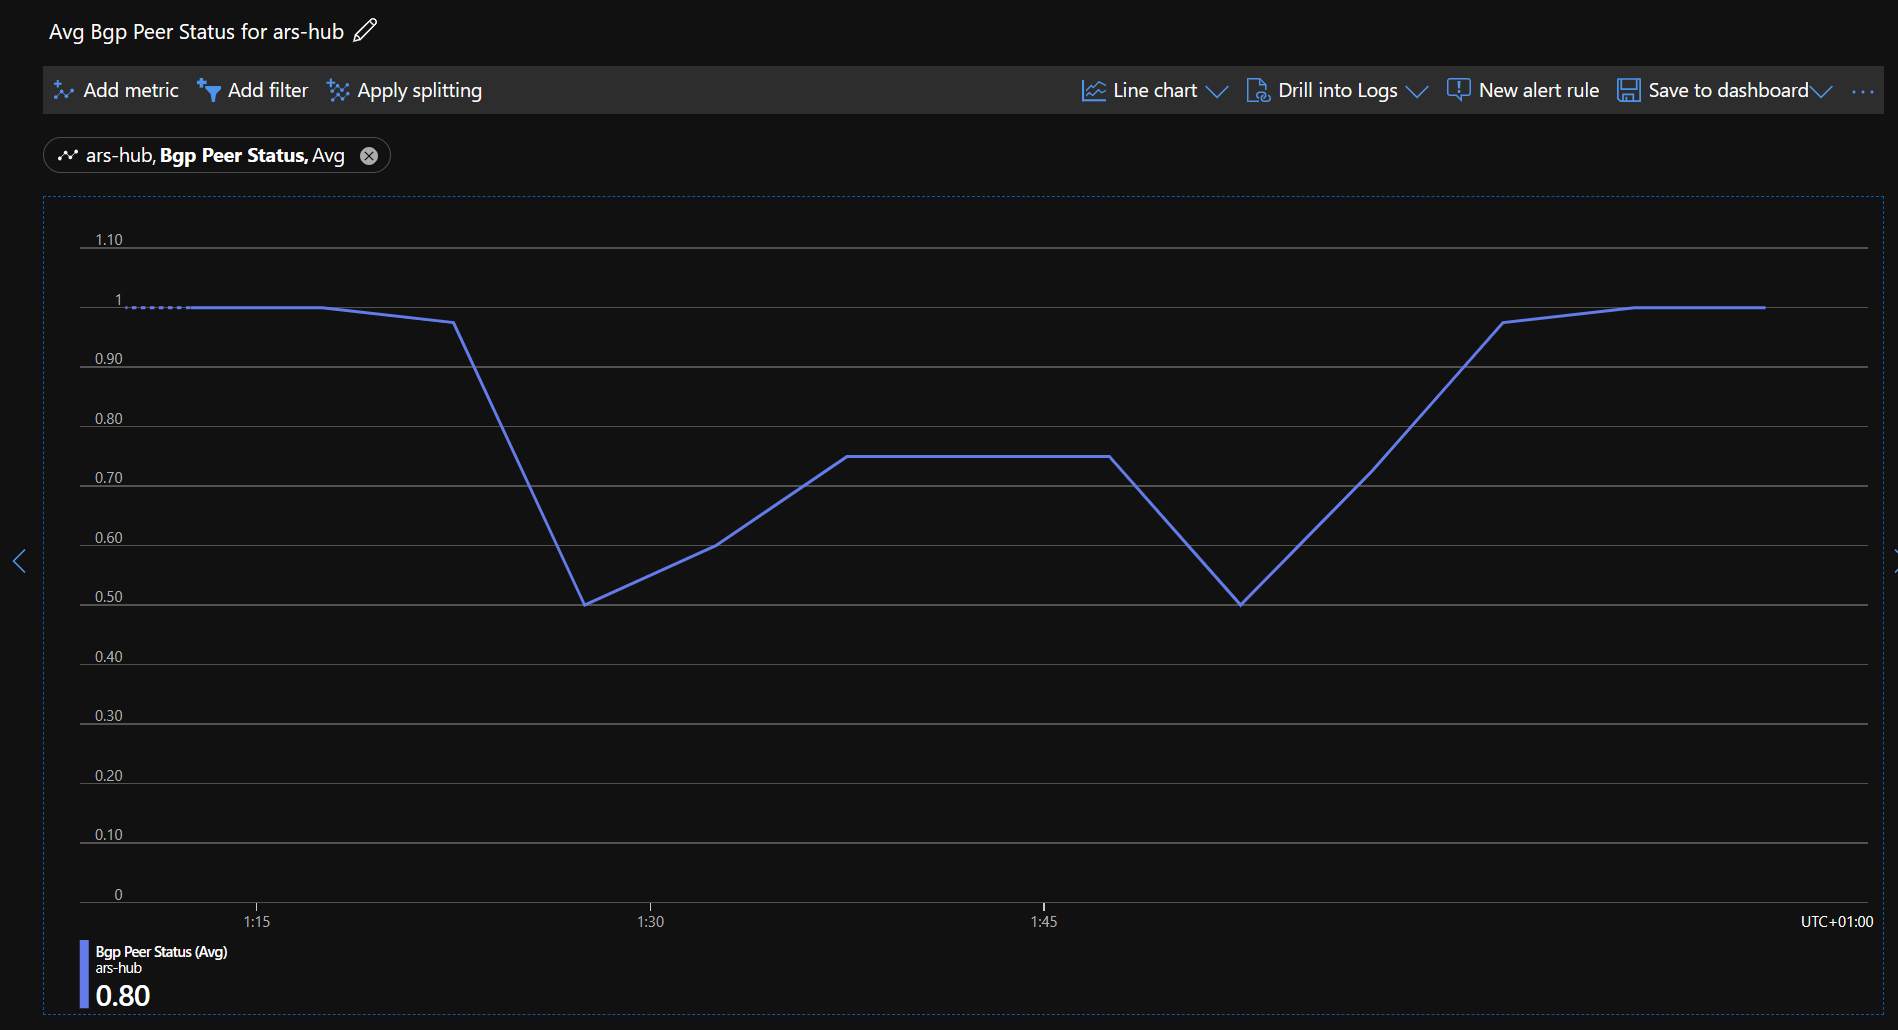 Avg Bgp Peer Status for ars-hub
Add metric Add filter Apply splitting Line chart Drill into Logs New alert rule Save to dashboard ...
ars-hub, Bgp Peer Status, Avg
1.10
1
0.90
0.80
0.70
0.60
0.50
0.40
0.30
0.20
0.10
0
1:15 1:30 1:45 UTC+01:00
Bgp Peer Status (Avg)
ars-hub
0.80